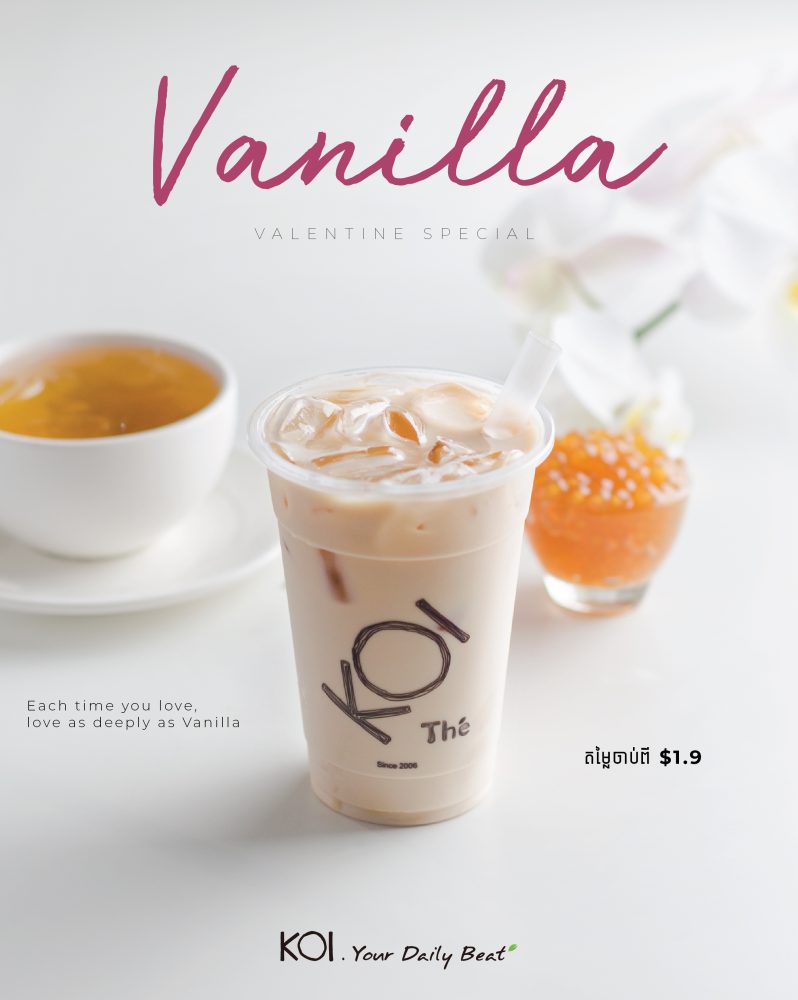 Vanilla
VALENTINE SPECIAL
KOI
Thé
Since 2006
Each time you love,
love as deeply as Vanilla
តម្លៃចាប់ពី $1.9
KOI . Your Daily Beat